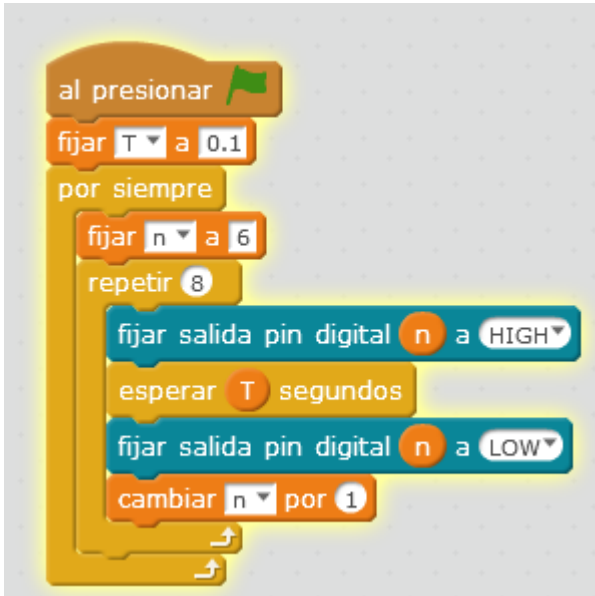 al presionar
fijar T a 0.1
por siempre
fijar n a 6
repetir 8
fijar salida pin digital n a HIGH
esperar T segundos
fijar salida pin digital n a LOW
cambiar n por 1